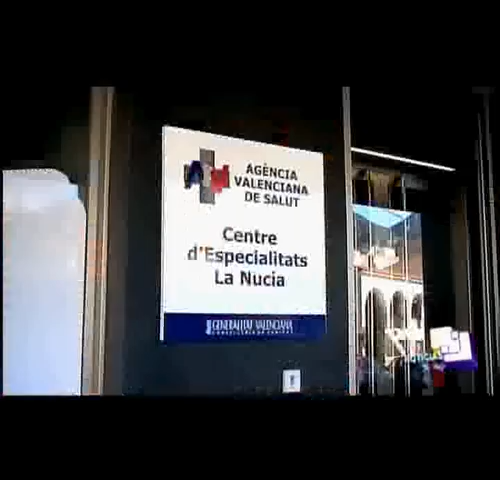 AGÈNCIA
VALENCIANA
DE SALUT
Centre
d'Especialitats
La Nucia
GENERALITAT VALENCIANA